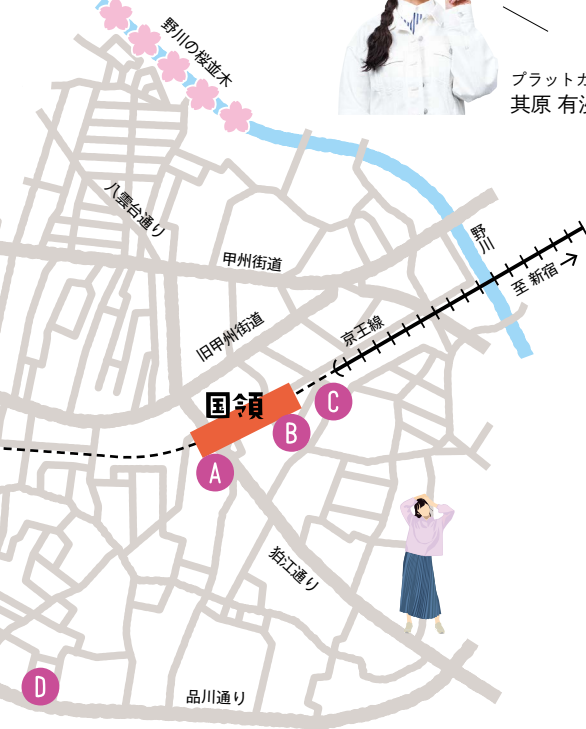 野川の桜並木
プラットカ
其原 有沙
八雲台通り
甲州街道
野川
至 新宿
旧甲州街道
京王線
国領
C
B
A
狛江通り
D
品川通り